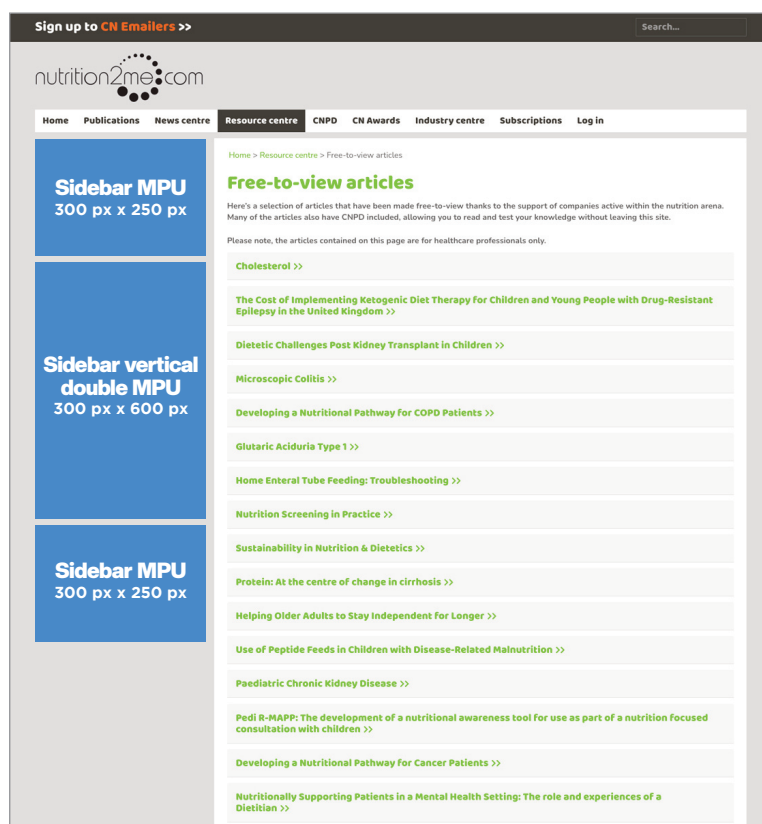 Sign up to CN Emailers >>
Search...
nutrition2me.com
Home Publications News centre Resource centre CNPD CN Awards Industry centre Subscriptions Log in
Sidebar MPU
300 px x 250 px
Sidebar vertical
double MPU
300 px x 600 px
Sidebar MPU
300 px x 250 px
Home > Resource centre > Free-to-view articles
Free-to-view articles
Here's a selection of articles that have been made free-to-view thanks to the support of companies active within the nutrition arena.
Many of the articles also have CNPD included, allowing you to read and test your knowledge without leaving this site.
Please note, the articles contained on this page are for healthcare professionals only.
Cholesterol >>
The Cost of Implementing Ketogenic Diet Therapy for Children and Young People with Drug-Resistant
Epilepsy in the United Kingdom >>
Dietetic Challenges Post Kidney Transplant in Children >>
Microscopic Colitis >>
Developing a Nutritional Pathway for COPD Patients >>
Glutaric Aciduria Type 1 >>
Home Enteral Tube Feeding: Troubleshooting >>
Nutrition Screening in Practice >>
Sustainability in Nutrition & Dietetics >>
Protein: At the centre of change in cirrhosis >>
Helping Older Adults to Stay Independent for Longer >>
Use of Peptide Feeds in Children with Disease-Related Malnutrition >>
Paediatric Chronic Kidney Disease >>
Pedi R-MAPP: The development of a nutritional awareness tool for use as part of a nutrition focused
consultation with children >>
Developing a Nutritional Pathway for Cancer Patients >>
Nutritionally Supporting Patients in a Mental Health Setting: The role and experiences of a
Dietitian >>